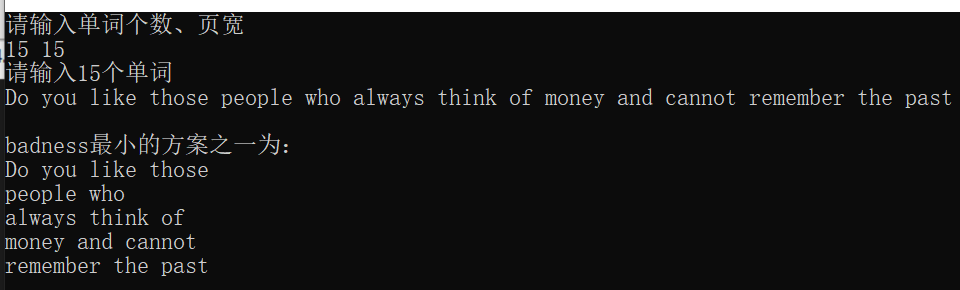 请输入单词个数、页宽
15 15
请输入15个单词
Do you like those people who always think of money and cannot remember the past
badness最小的方案之一为：
Do you like those
people who
always think of
money and cannot
remember the past